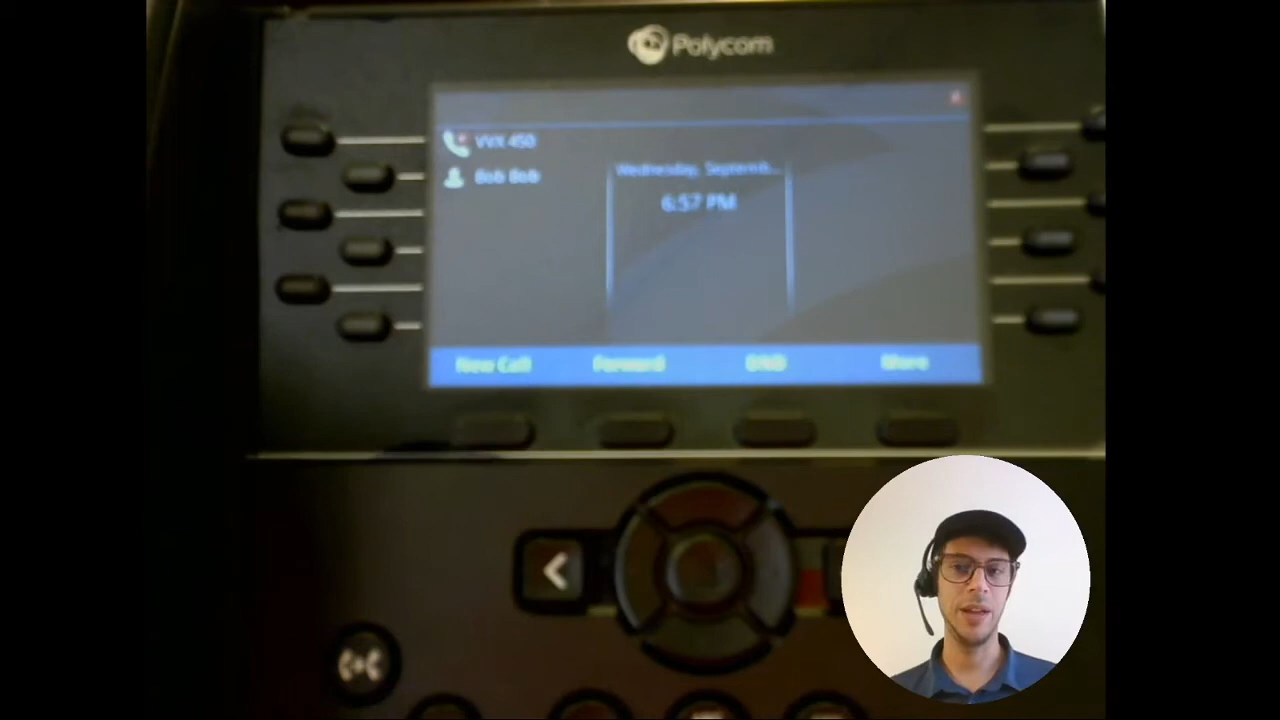 Polycom
VVX 450
Bob Bob
Wednesday, Septemb...
6:57 PM
New Call Forward DND More